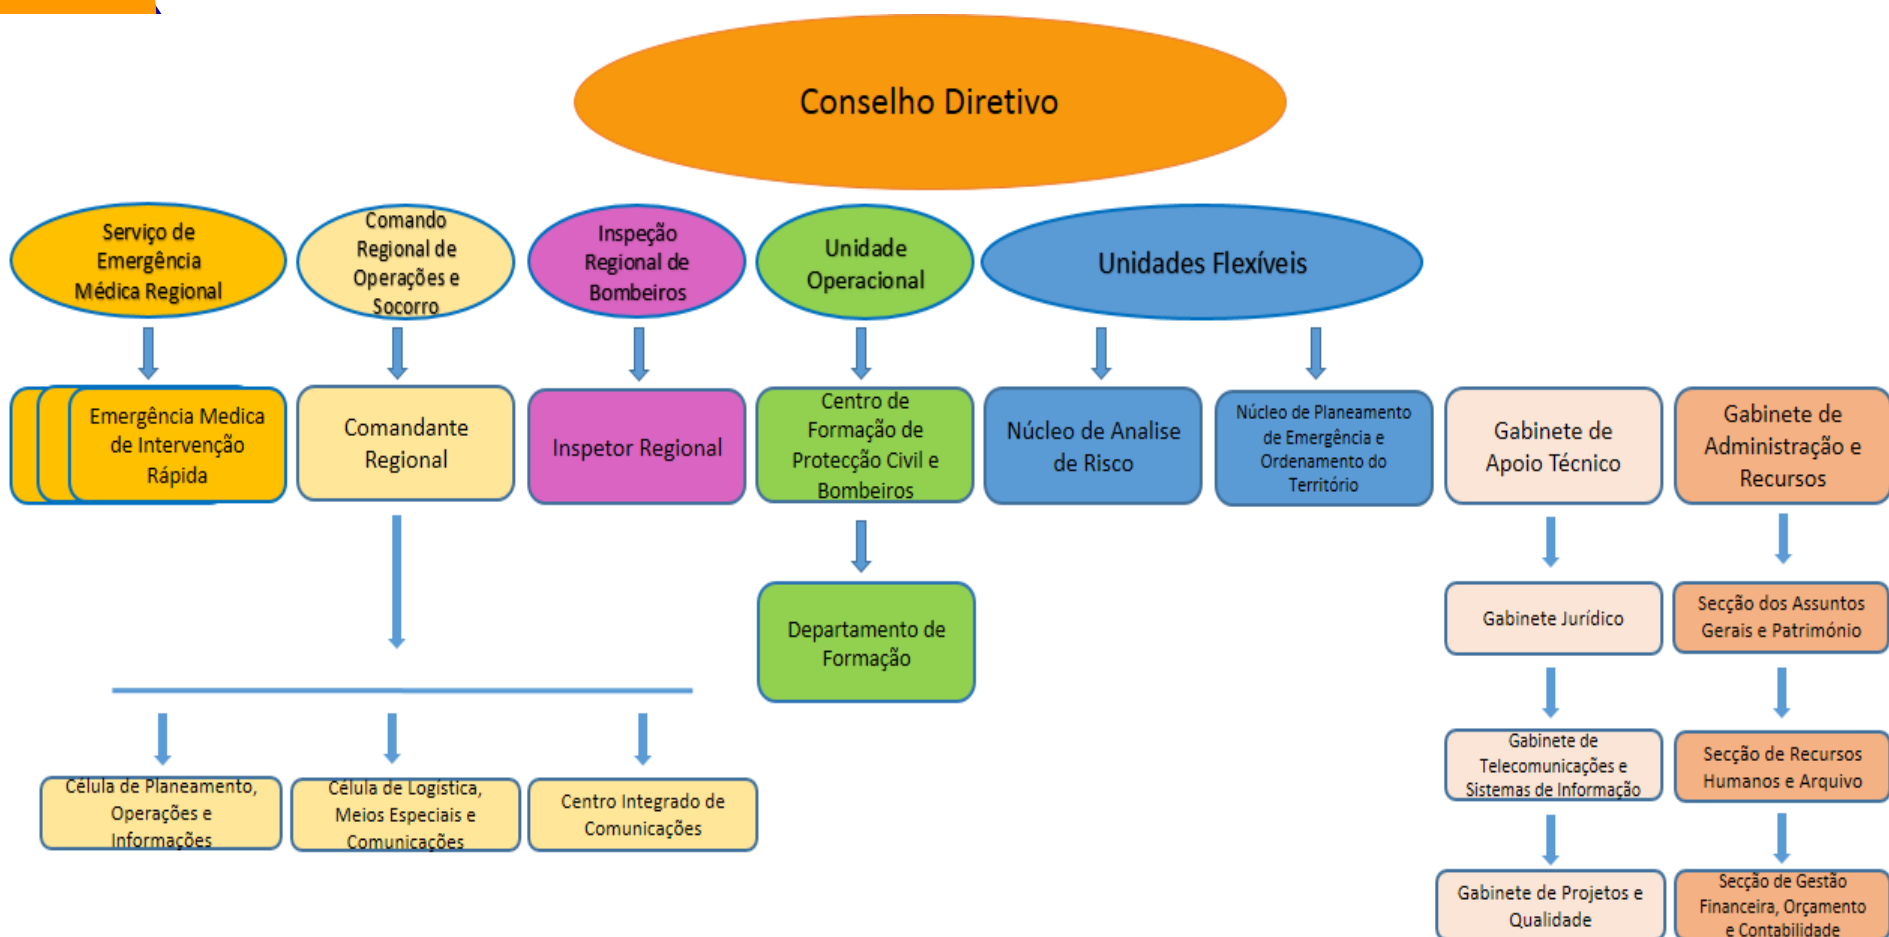 Conselho Diretivo
Serviço de
Emergência
Médica Regional
Comando
Regional de
Operações e
Socorro
Inspeção
Regional de
Bombeiros
Unidade
Operacional
Unidades Flexíveis
Emergência Medica
de Intervenção
Rápida
Comandante
Regional
Inspetor Regional
Centro de
Formação de
Protecção Civil e
Bombeiros
Núcleo de Analise
de Risco
Núcleo de Planeamento
de Emergência e
Ordenamento do
Território
Gabinete de
Apoio Técnico
Gabinete de
Administração e
Recursos
Departamento de
Formação
Gabinete Jurídico
Secção dos Assuntos
Gerais e Património
Gabinete de
Telecomunicações e
Sistemas de Informação
Secção de Recursos
Humanos e Arquivo
Célula de Planeamento,
Operações e
Informações
Célula de Logística,
Meios Especiais e
Comunicações
Centro Integrado de
Comunicações
Gabinete de Projetos e
Qualidade
Secção de Gestão
Financeira, Orçamento
e Contabilidade